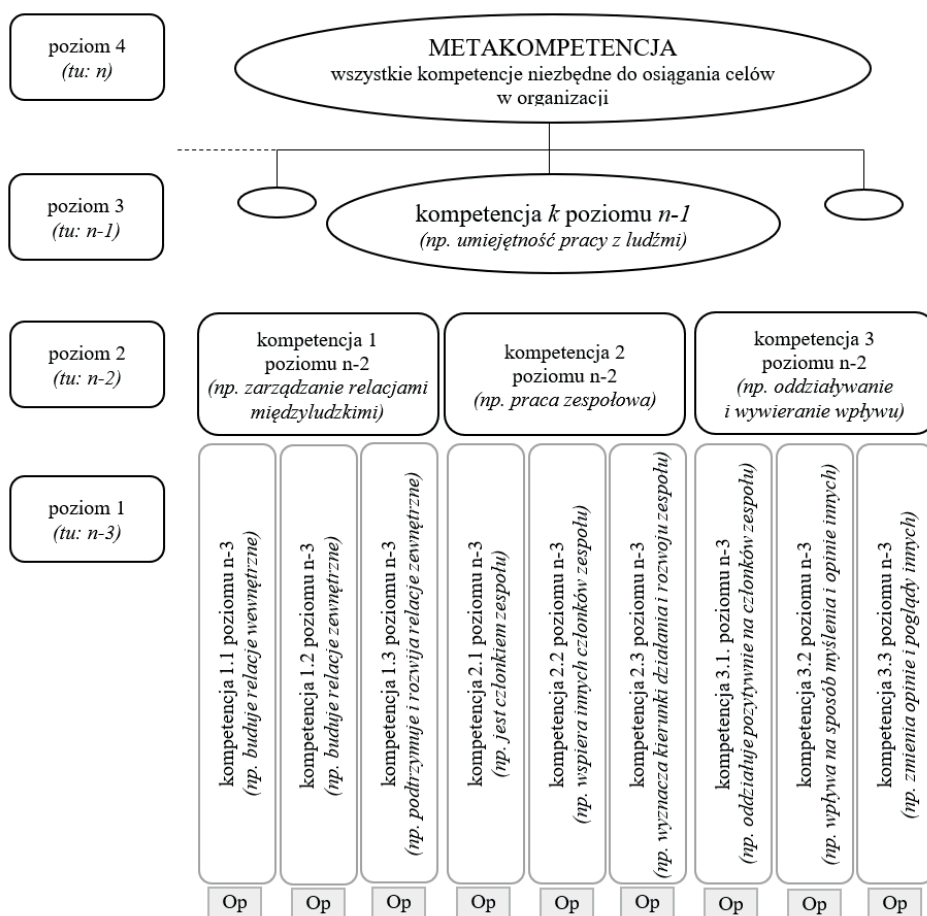 poziom 4
(tu: n)
METAKOMPETENCJA
wszystkie kompetencje niezbędne do osiągania celów
w organizacji
poziom 3
(tu: n-1)
kompetencja k poziomu n-1
(np. umiejętność pracy z ludźmi)
poziom 2
(tu: n-2)
kompetencja 1
poziomu n-2
(np. zarządzanie relacjami
międzyludzkimi)
kompetencja 2
poziomu n-2
(np. praca zespołowa)
kompetencja 3
poziomu n-2
(np. oddziaływanie
i wywieranie wpływu)
poziom 1
(tu: n-3)
kompetencja 1.1 poziomu n-3
(np. buduje relacje wewnętrzne)
kompetencja 1.2 poziomu n-3
(np. buduje relacje zewnętrzne)
kompetencja 1.3 poziomu n-3
(np. podtrzymuje i rozwija relacje zewnętrzne)
kompetencja 2.1 poziomu n-3
(np. jest członkiem zespołu)
kompetencja 2.2 poziomu n-3
(np. wspiera innych członków zespołu)
kompetencja 2.3 poziomu n-3
(np. wyznacza kierunki działania i rozwoju zespołu)
kompetencja 3.1. poziomu n-3
(np. oddziałuje pozytywnie na członków zespołu)
kompetencja 3.2 poziomu n-3
(np. wpływa na sposób myślenia i opinie innych)
kompetencja 3.3 poziomu n-3
(np. zmienia opinie i poglądy innych)
Op
Op
Op
Op
Op
Op
Op
Op
Op